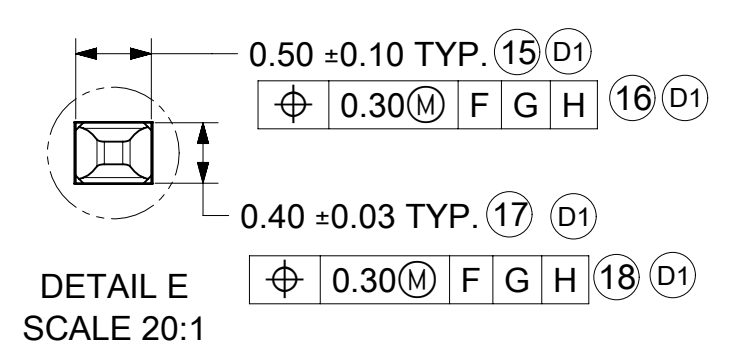 0.50 ±0.10 TYP. 15 D1
⌖ 0.30Ⓜ F G H 16 D1
0.40 ±0.03 TYP. 17 D1
⌖ 0.30Ⓜ F G H 18 D1
DETAIL E
SCALE 20:1